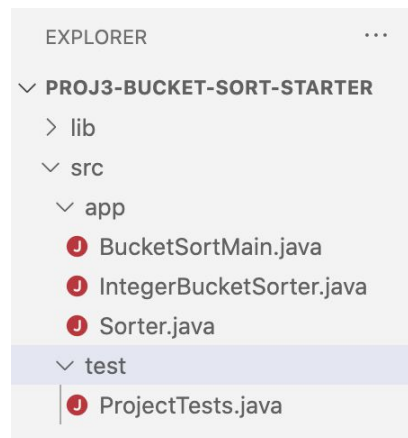 EXPLORER ...
PROJ3-BUCKET-SORT-STARTER
lib
src
app
J BucketSortMain.java
J IntegerBucketSorter.java
J Sorter.java
test
J ProjectTests.java